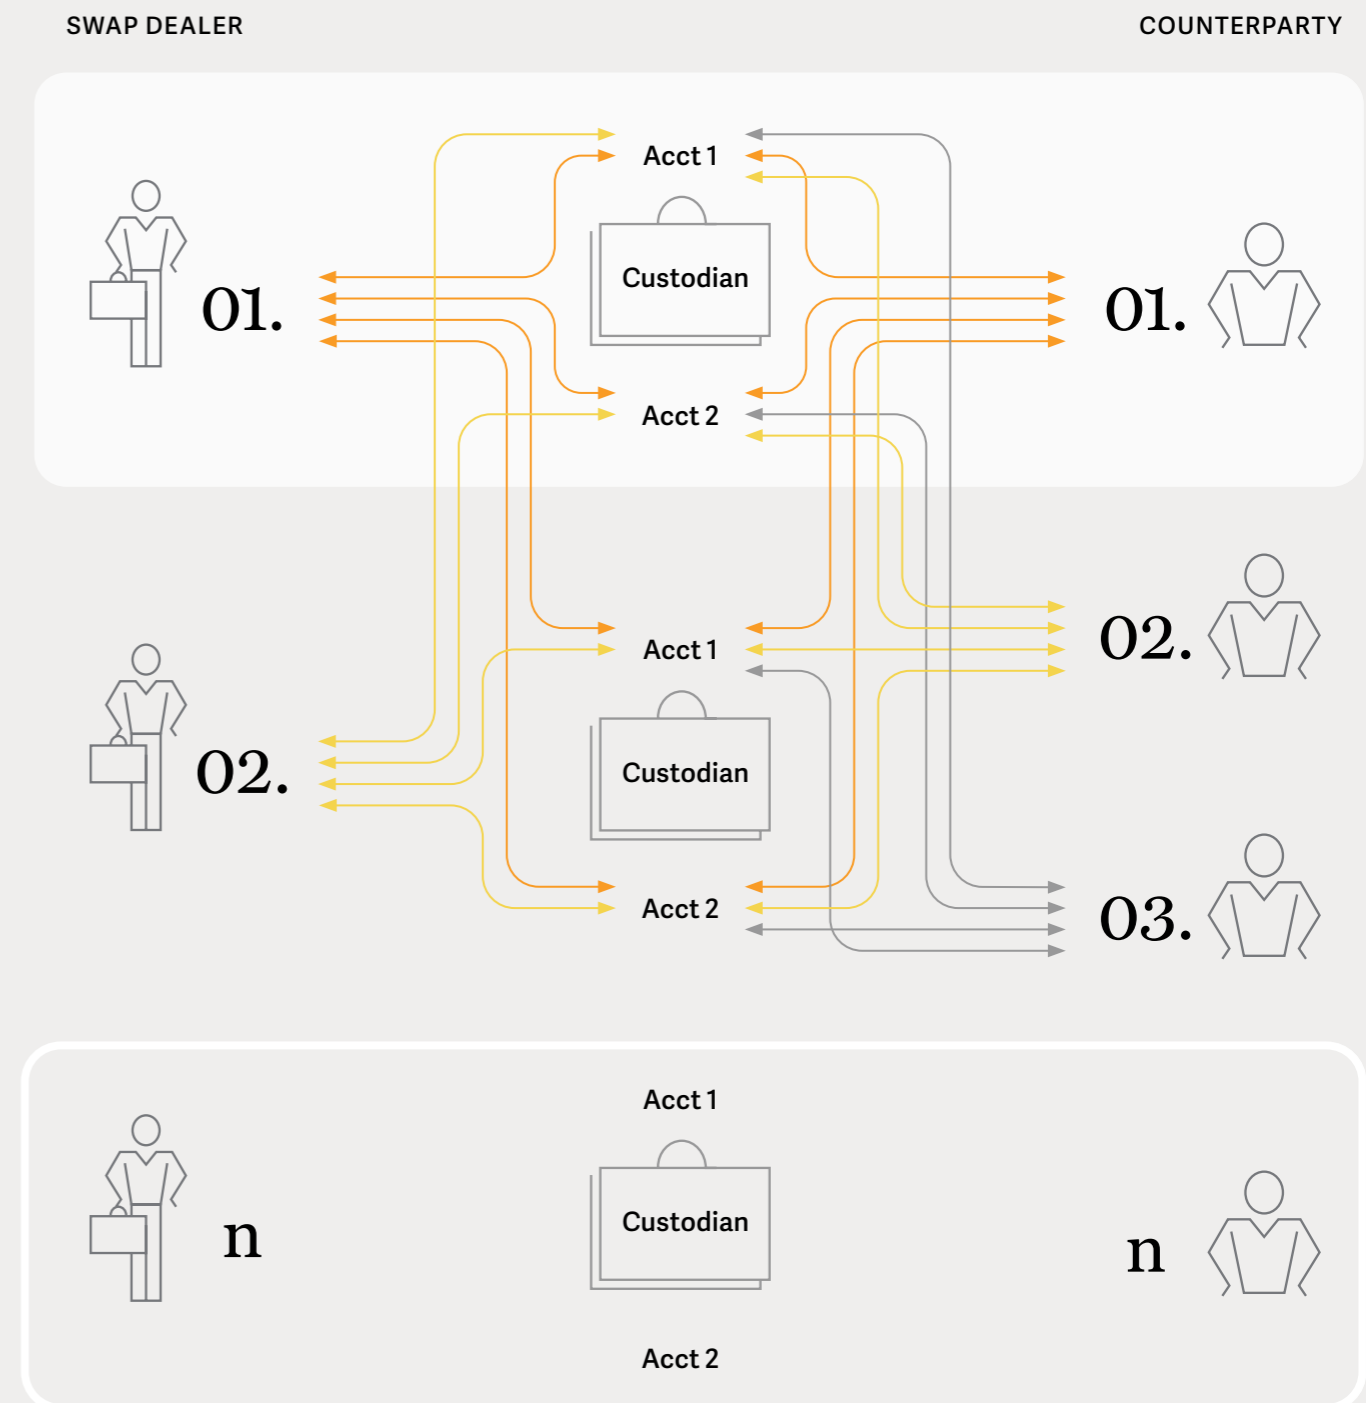 SWAP DEALER
COUNTERPARTY
Acct 1
Custodian
01.
01.
Acct 2
02.
Acct 1
Custodian
02.
Acct 2
03.
Acct 1
Custodian
n
n
Acct 2